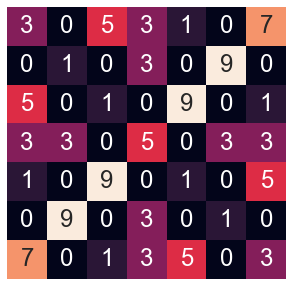 3 0 5 3 1 0 7
0 1 0 3 0 9 0
5 0 1 0 9 0 1
3 3 0 5 0 3 3
1 0 9 0 1 0 5
0 9 0 3 0 1 0
7 0 1 3 5 0 3